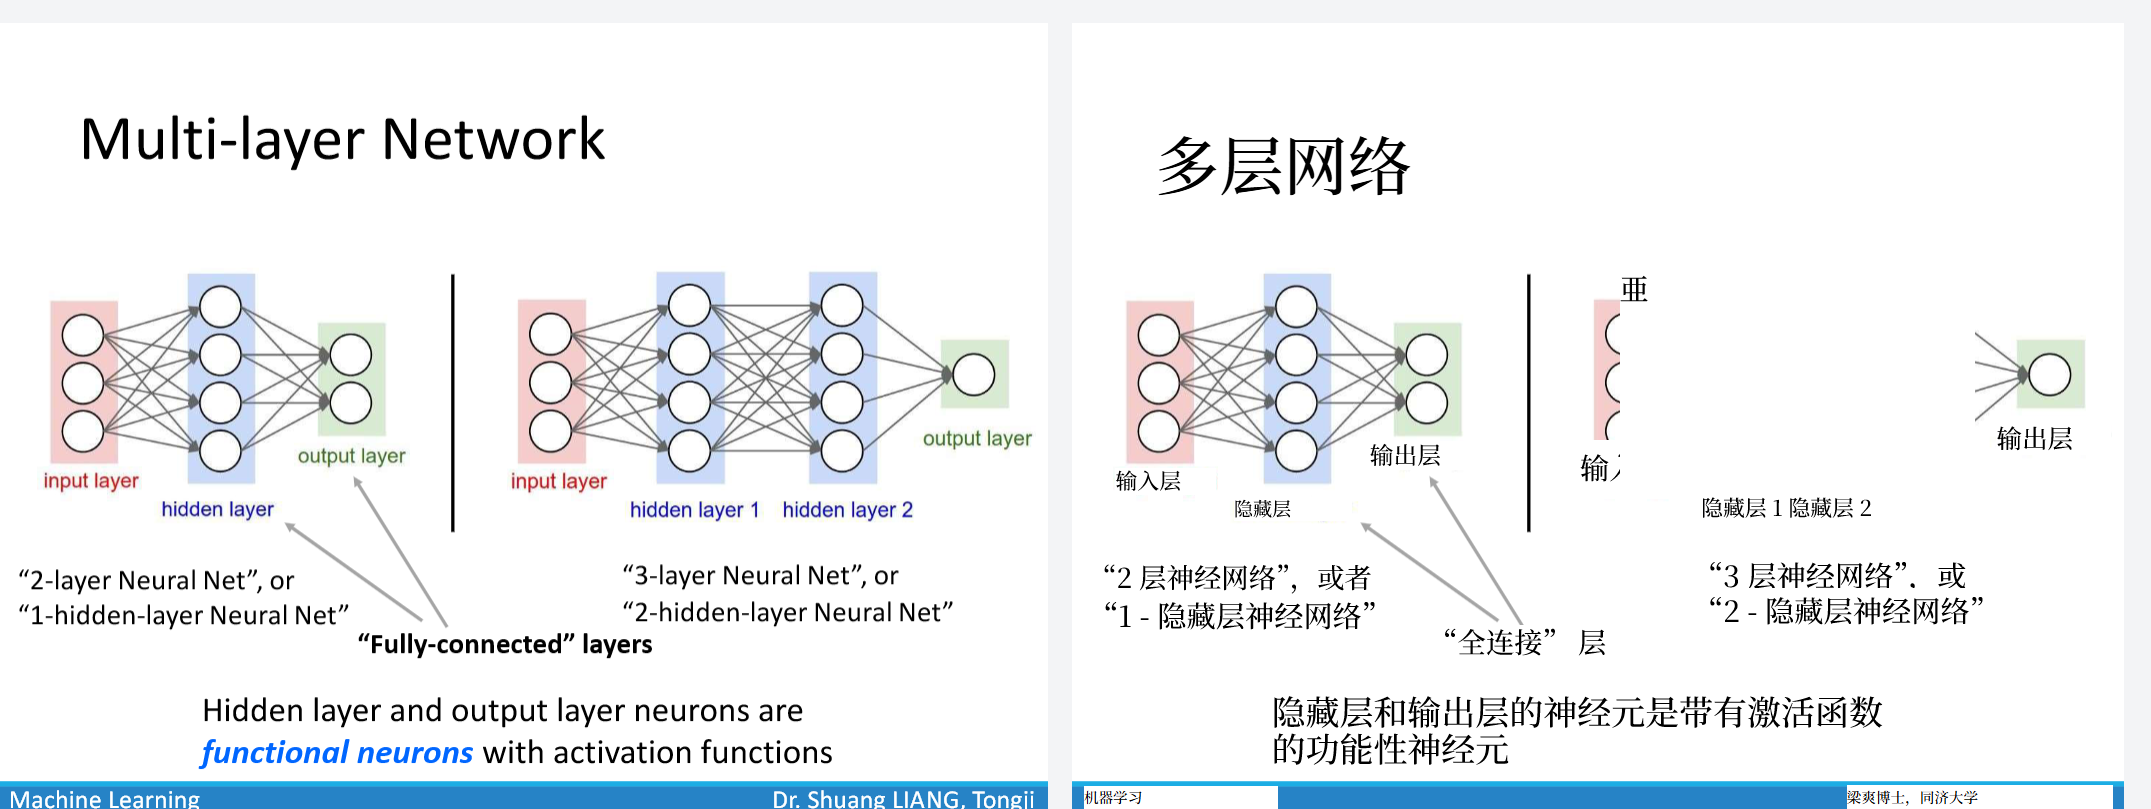 Multi-layer Network
input layer
hidden layer
output layer
input layer
hidden layer 1
hidden layer 2
output layer
“2-layer Neural Net”, or
“1-hidden-layer Neural Net”
“3-layer Neural Net”, or
“2-hidden-layer Neural Net”
“Fully-connected” layers
Hidden layer and output layer neurons are
functional neurons with activation functions
Machine Learning
Dr. Shuang LIANG, Tongji
多层网络
亜
输入层
隐藏层
输出层
输
隐藏层 1 隐藏层 2
输出层
“2 层神经网络”，或者
“1 - 隐藏层神经网络”
“3 层神经网络”．或
“2 - 隐藏层神经网络”
“全连接” 层
隐藏层和输出层的神经元是带有激活函数
的功能性神经元
机器学习
梁爽博士，同济大学